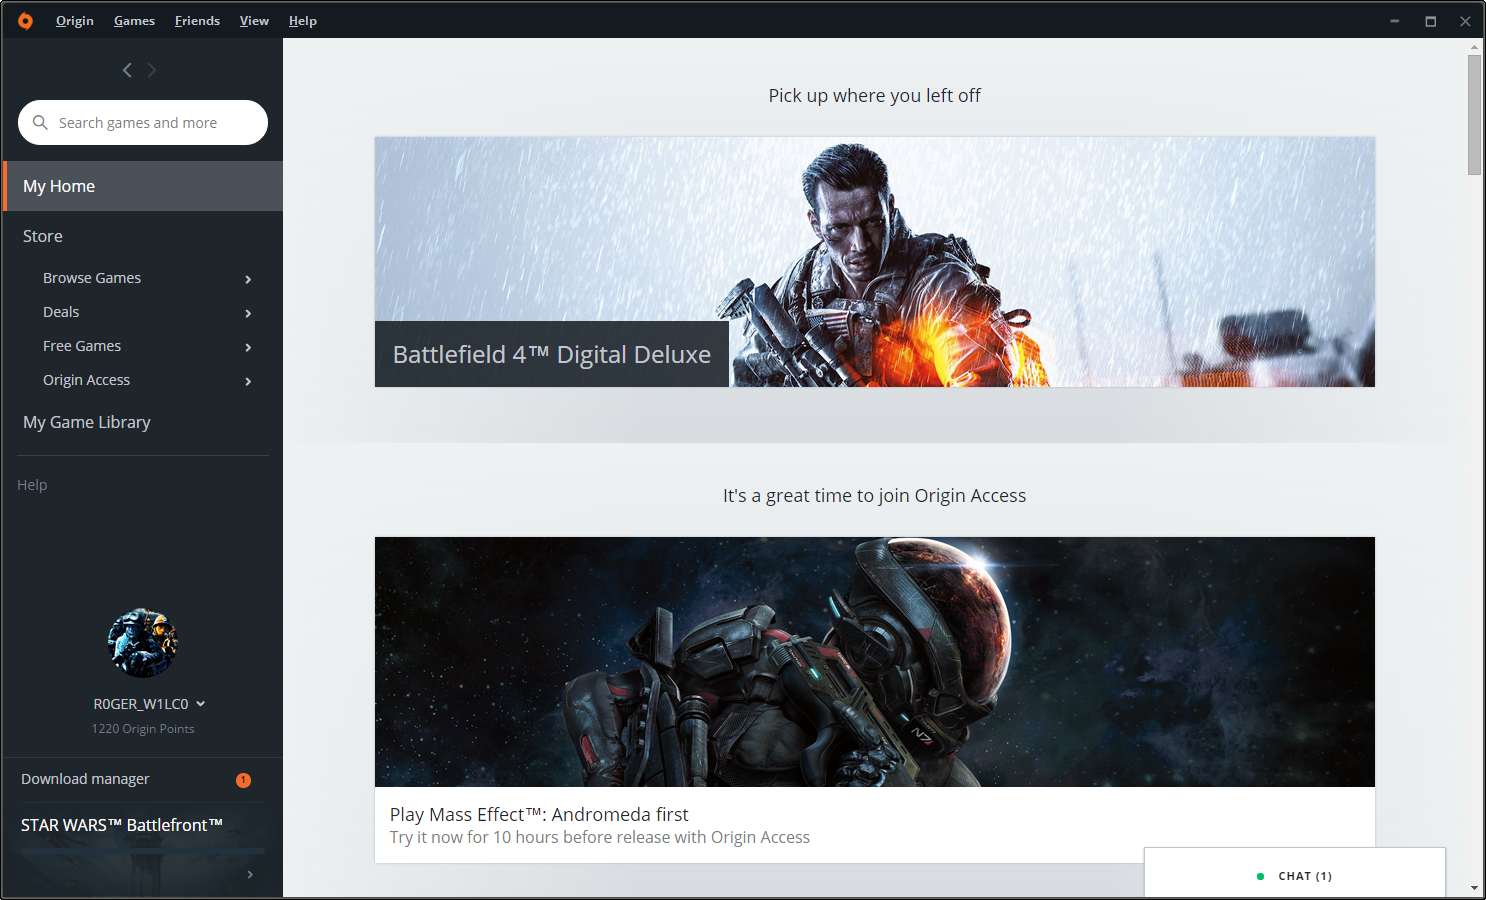 Origin Games Friends View Help
Search games and more
My Home
Store
Browse Games
Deals
Free Games
Origin Access
My Game Library
Help
R0GER_W1LC0
1220 Origin Points
Download manager 1
STAR WARS™ Battlefront™
Pick up where you left off
Battlefield 4™ Digital Deluxe
It's a great time to join Origin Access
N7
Play Mass Effect™: Andromeda first
Try it now for 10 hours before release with Origin Access
CHAT (1)